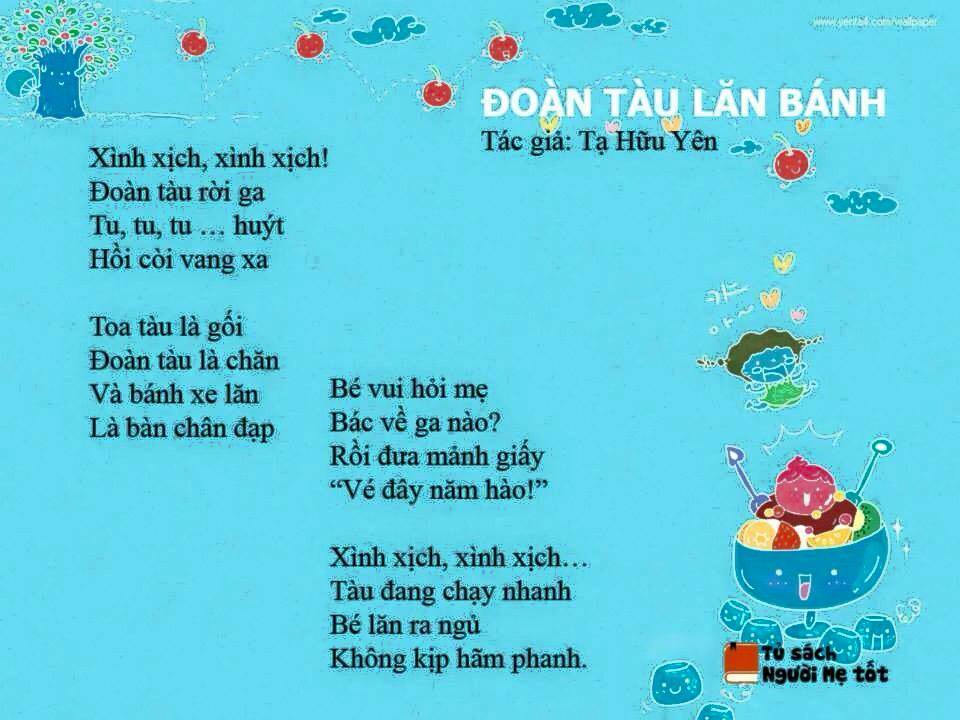 www.yenta4.com/wallpaper
ĐOÀN TÀU LĂN BÁNH
Tác giả: Tạ Hữu Yên
Xình xịch, xình xịch!
Đoàn tàu rời ga
Tu, tu, tu … huýt
Hồi còi vang xa
Toa tàu là gối
Đoàn tàu là chăn
Và bánh xe lăn
Là bàn chân đạp
Bé vui hỏi mẹ
Bác về ga nào?
Rồi đưa mảnh giấy
“Vé đây năm hào!”
Xình xịch, xình xịch…
Tàu đang chạy nhanh
Bé lăn ra ngủ
Không kịp hãm phanh.
Tủ sách
Người Mẹ tốt